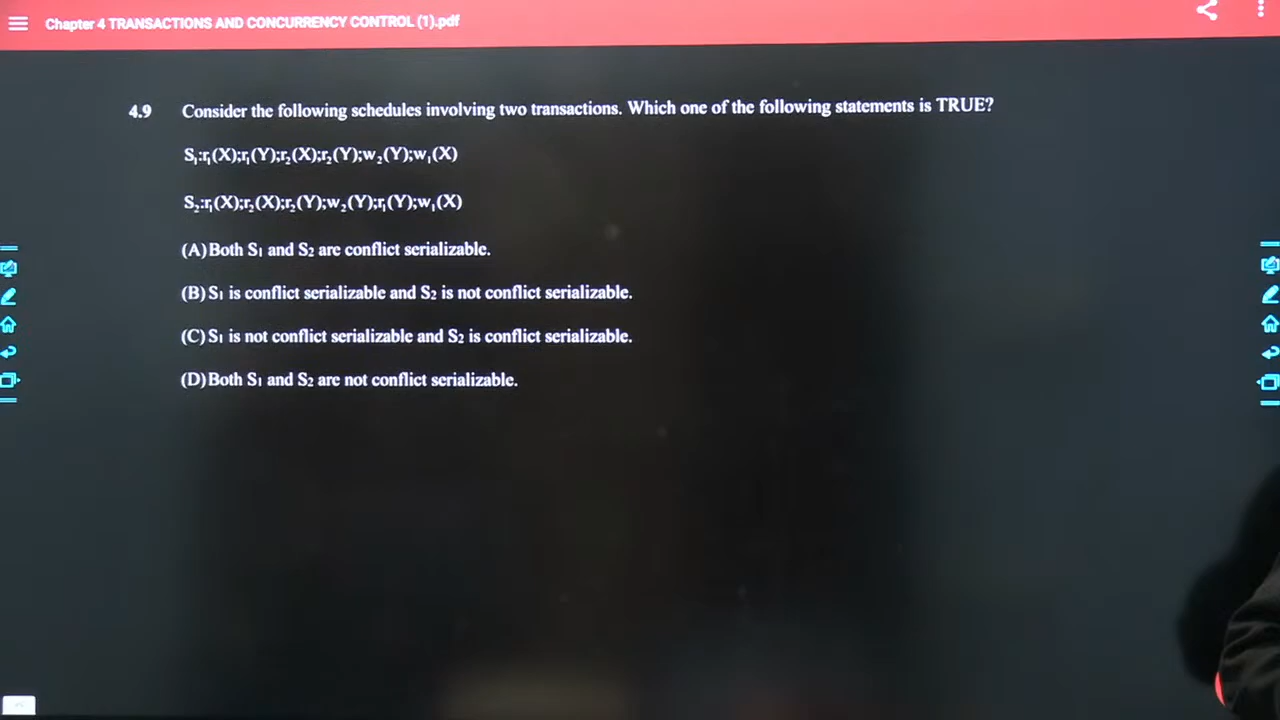 Chapter 4 TRANSACTIONS AND CONCURRENCY CONTROL (1).pdf
4.9 Consider the following schedules involving two transactions. Which one of the following statements is TRUE?
S₁:r₁(X);r₁(Y);r₂(X);r₂(Y);w₂(Y);w₁(X)
S₂:r₁(X);r₂(X);r₂(Y);w₂(Y);r₁(Y);w₁(X)
(A) Both S₁ and S₂ are conflict serializable.
(B) S₁ is conflict serializable and S₂ is not conflict serializable.
(C) S₁ is not conflict serializable and S₂ is conflict serializable.
(D) Both S₁ and S₂ are not conflict serializable.